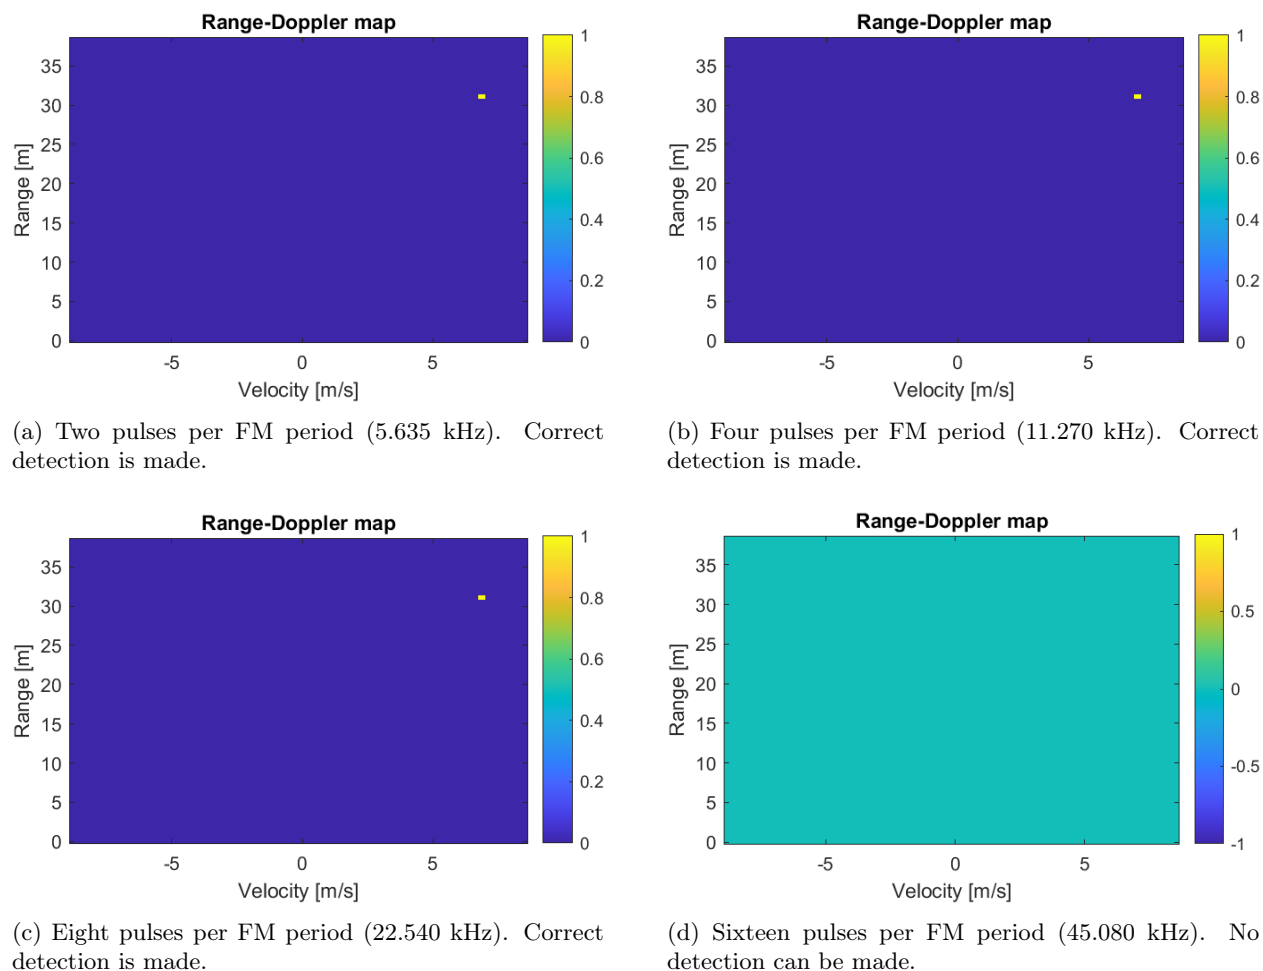 Range-Doppler map
35
30
25
20
15
10
5
0
Range [m]
-5 0 5
Velocity [m/s]
1
0.8
0.6
0.4
0.2
0
(a) Two pulses per FM period (5.635 kHz). Correct
detection is made.
Range-Doppler map
35
30
25
20
15
10
5
0
Range [m]
-5 0 5
Velocity [m/s]
1
0.8
0.6
0.4
0.2
0
(b) Four pulses per FM period (11.270 kHz). Correct
detection is made.
Range-Doppler map
35
30
25
20
15
10
5
0
Range [m]
-5 0 5
Velocity [m/s]
1
0.8
0.6
0.4
0.2
0
(c) Eight pulses per FM period (22.540 kHz). Correct
detection is made.
Range-Doppler map
35
30
25
20
15
10
5
0
Range [m]
-5 0 5
Velocity [m/s]
1
0.5
0
-0.5
-1
(d) Sixteen pulses per FM period (45.080 kHz). No
detection can be made.